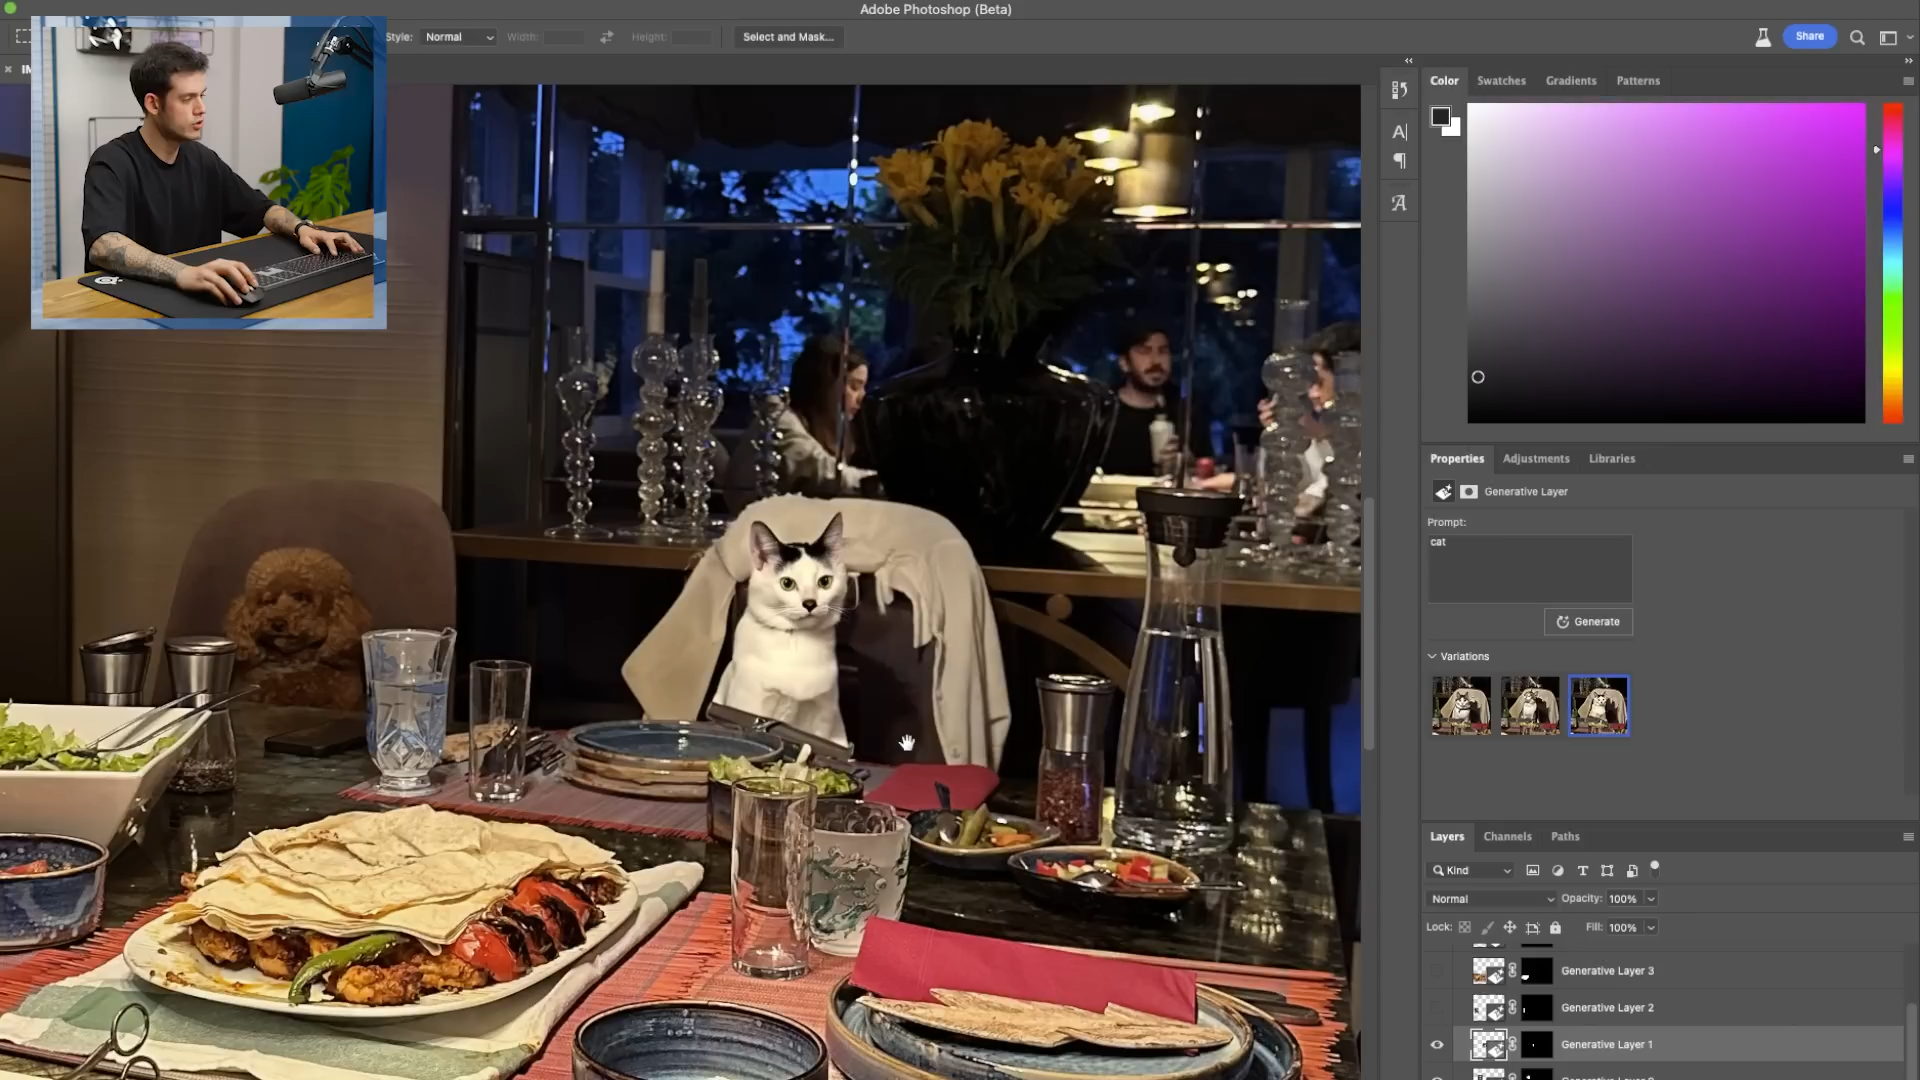 Adobe Photoshop (Beta)
Style: Normal Width: Height: Select and Mask...
Share
Color Swatches Gradients Patterns
Properties Adjustments Libraries
Generative Layer
Prompt:
cat
Generate
Variations
Layers Channels Paths
Kind
Normal Opacity: 100%
Lock: Fill: 100%
Generative Layer 3
Generative Layer 2
Generative Layer 1